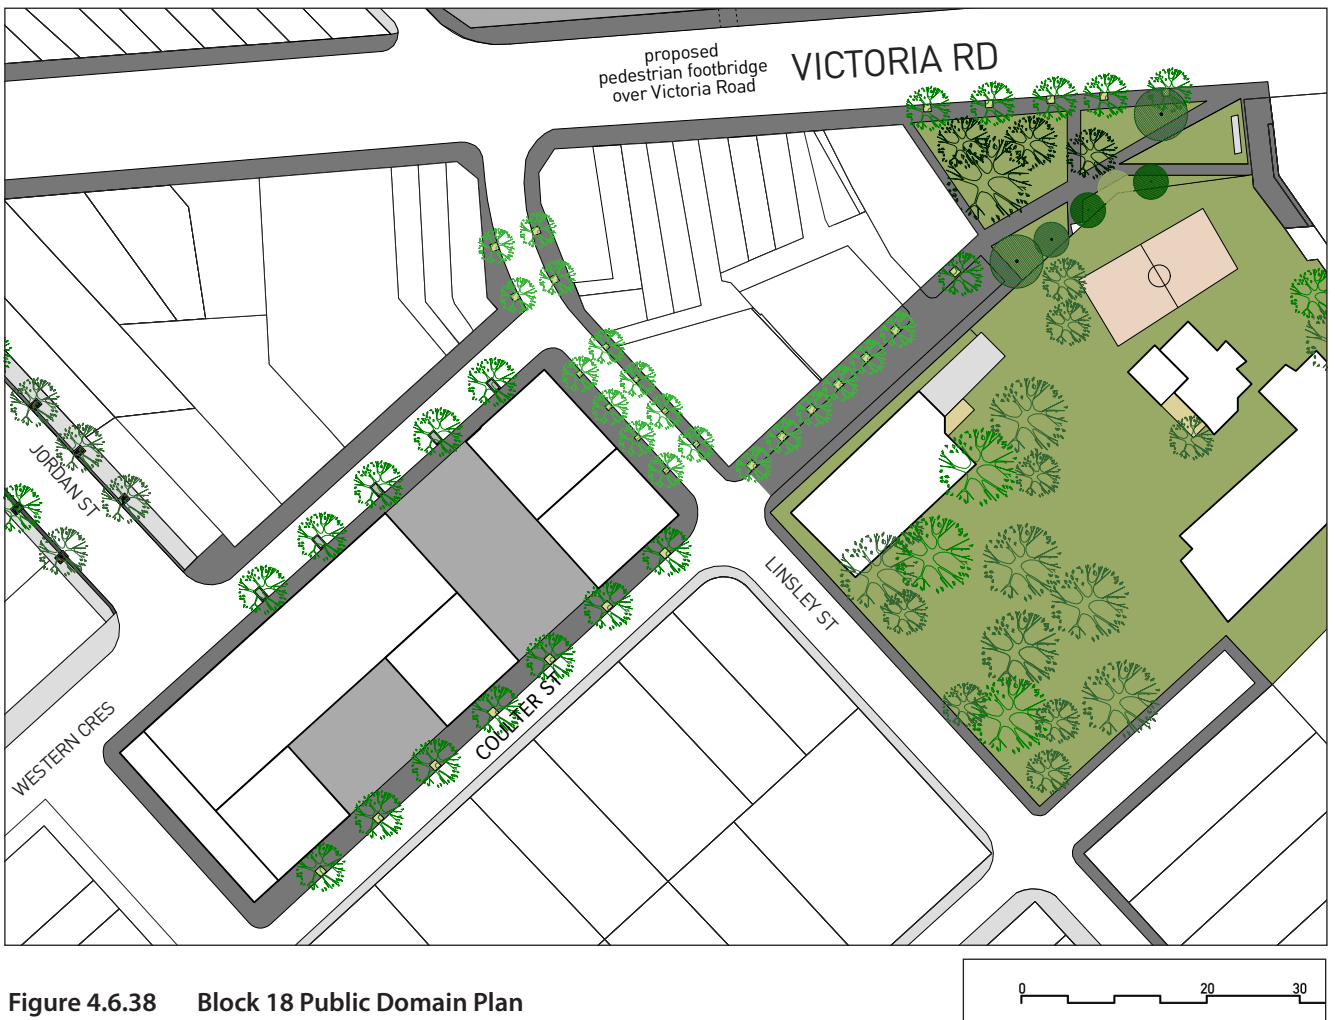 proposed
pedestrian footbridge
over Victoria Road
VICTORIA RD
JORDAN ST
LINSLEY ST
COULTER ST
WESTERN CRES
Figure 4.6.38 Block 18 Public Domain Plan
0 20 30